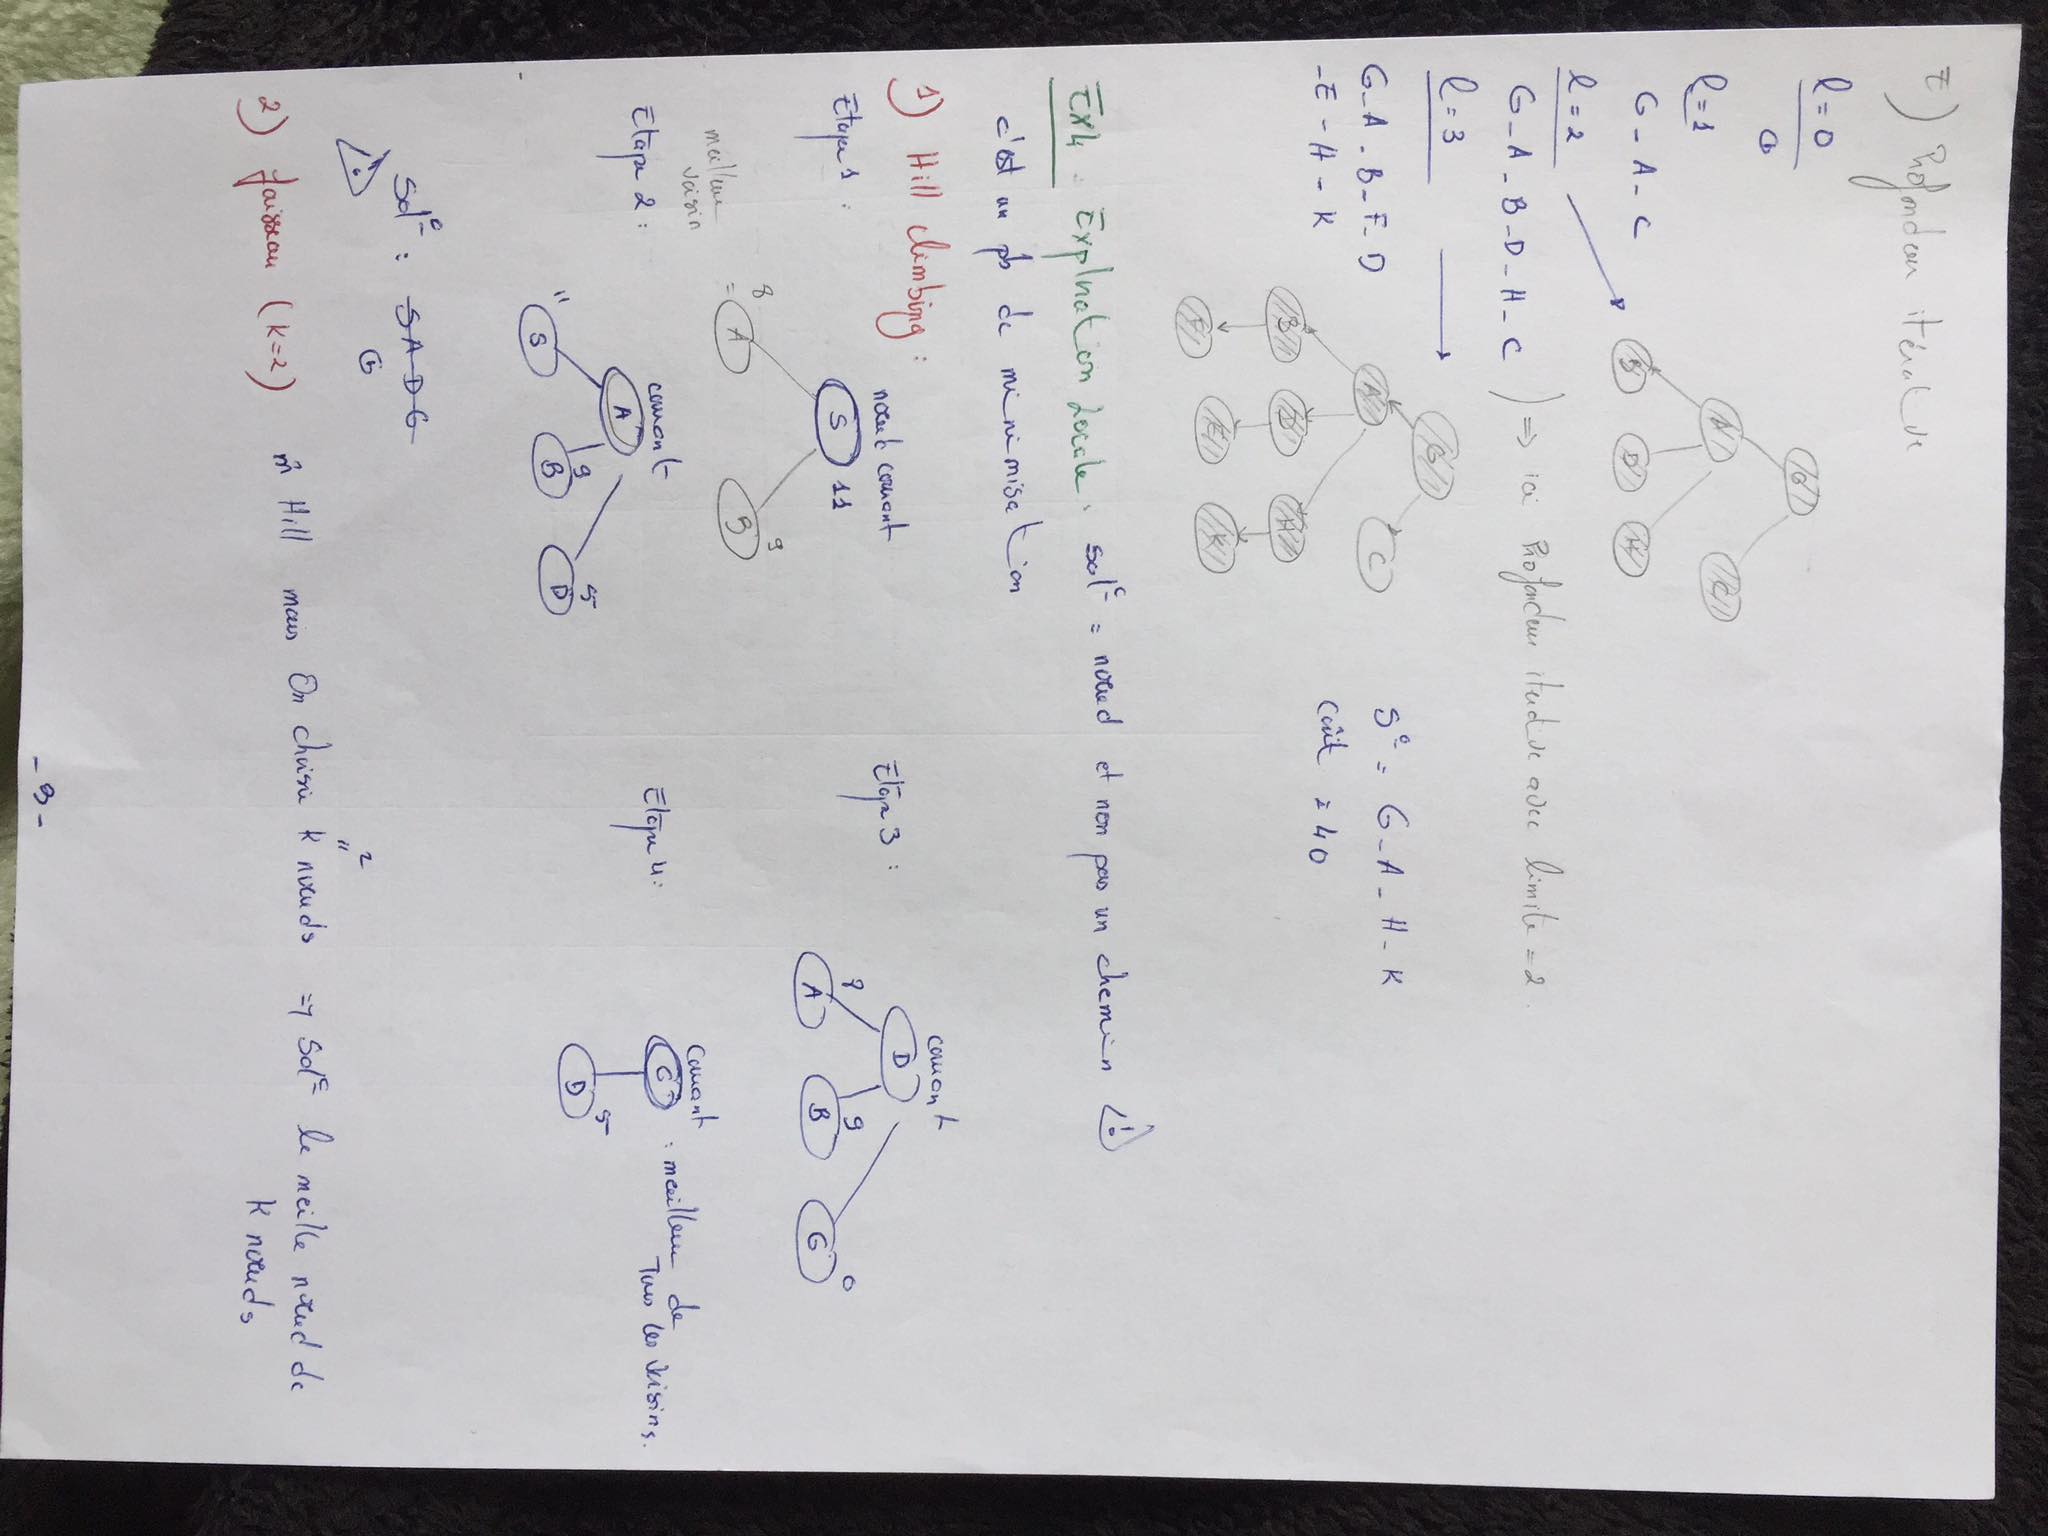 7) Profondeur itérative
l=0
G
l=1
G - A - C
l=2
G - A - B - D - H - C ) => ici Profondeur itérative avec limite = 2.
l=3
G - A - B - F - D
- E - H - K
G
A
C
B
D
H
G
A
C
B
D
H
F
E
K
S° = G - A - H - K
Coût = 40
Ex4 = Exploration Locale : Sol° = nœud et non pas un chemin !
c'est un pb de minimisation
1) Hill climbing :
Etape 1 :
nœud courant
S 11
A 8
B 9
meilleur
voisin
Etape 2 :
courant
A
S 11
B 9
D 5
Etape 3 :
courant
D
A 8
B 9
G 0
Etape 4 :
courant : meilleur de
Tous les voisins.
G
D 5
! Sol° : S A D G
G
2) faisseau (k=2) m̂ Hill mais On choisie k nœuds => Sol° le meille nœud de
"2
k nœuds
- 9 -